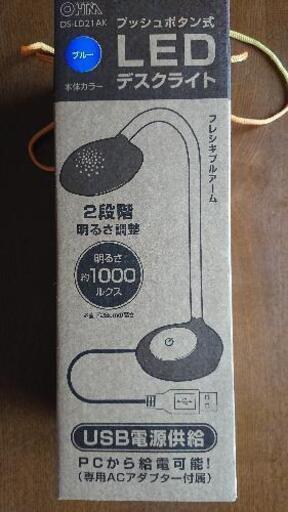 OHM
DS-LD21AK
プッシュボタン式
ブルー
LED
本体カラー
デスクライト
フレシキブルアーム
2段階
明るさ調整
明るさ
約1000
ルクス
USB電源供給
PCから給電可能!
(専用ACアダプター付属)